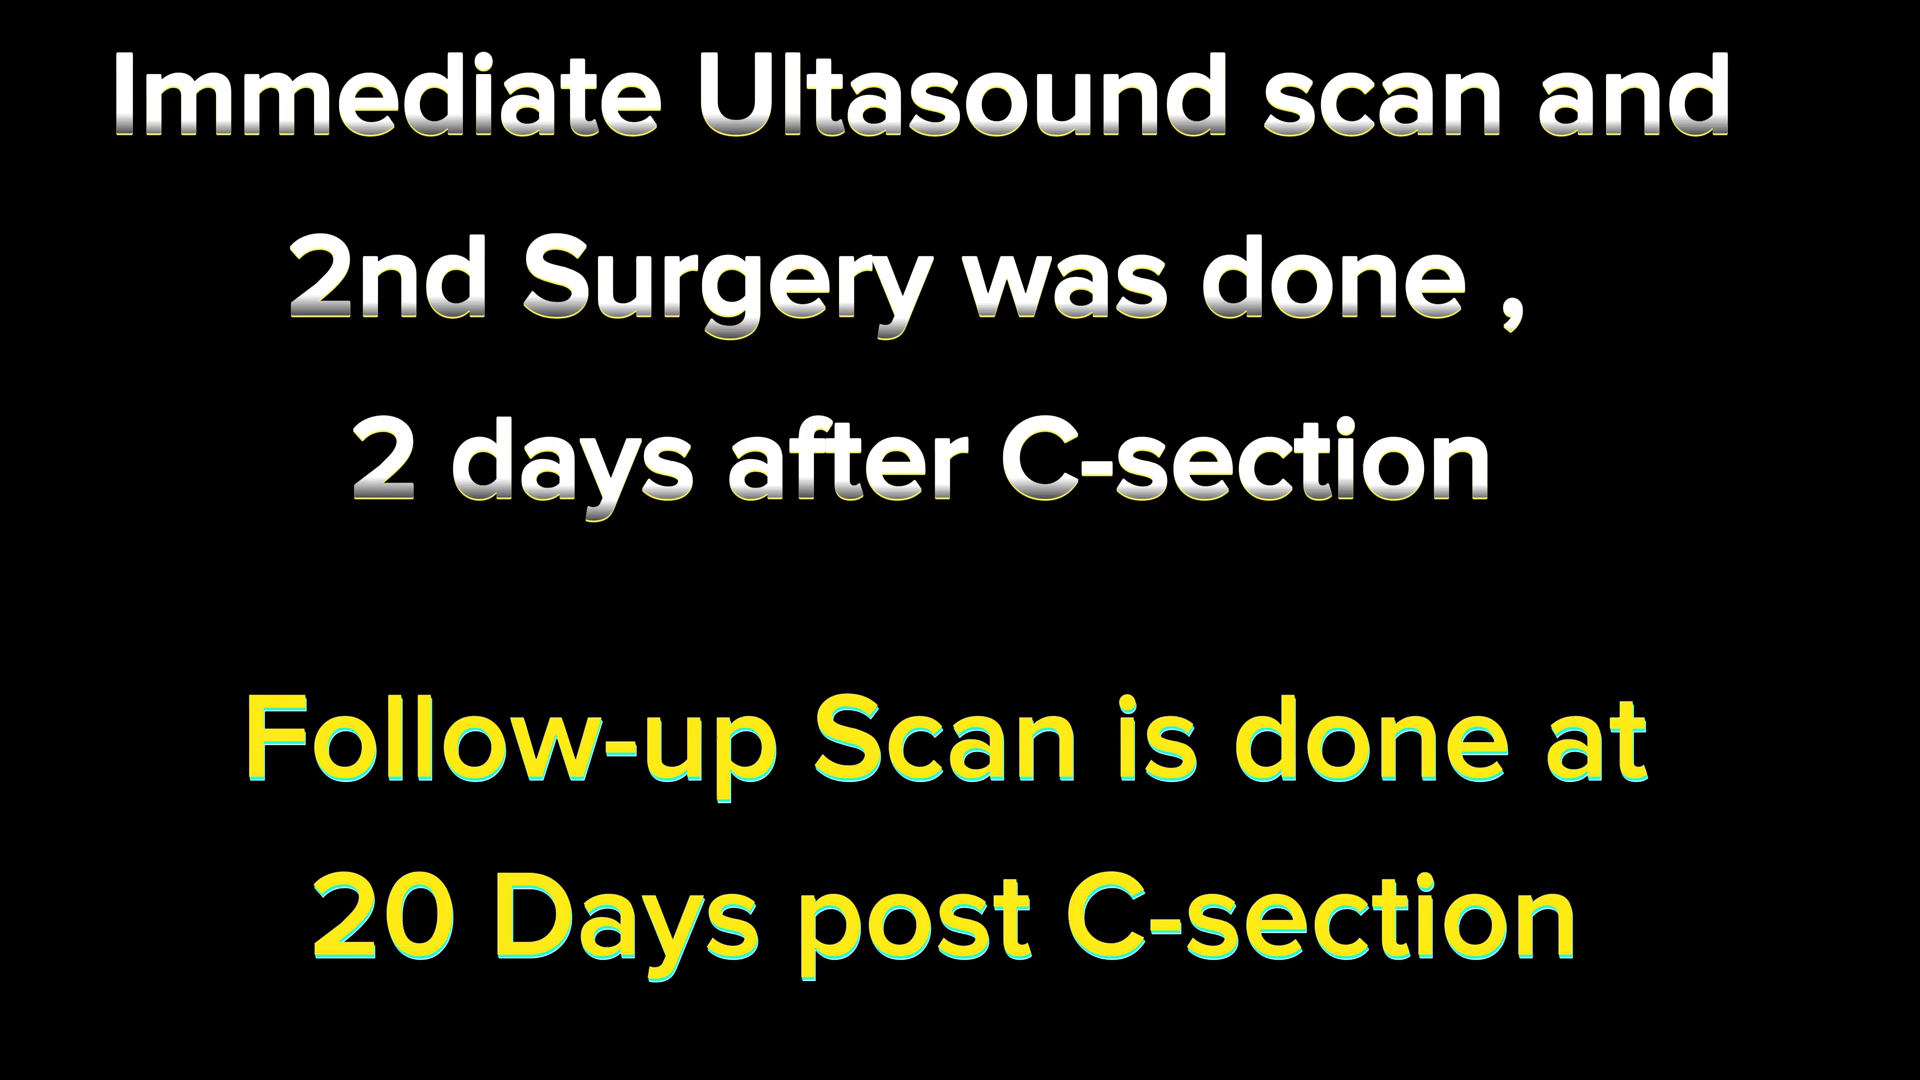 Immediate Ultasound scan and
2nd Surgery was done ,
2 days after C-section
Follow-up Scan is done at
20 Days post C-section